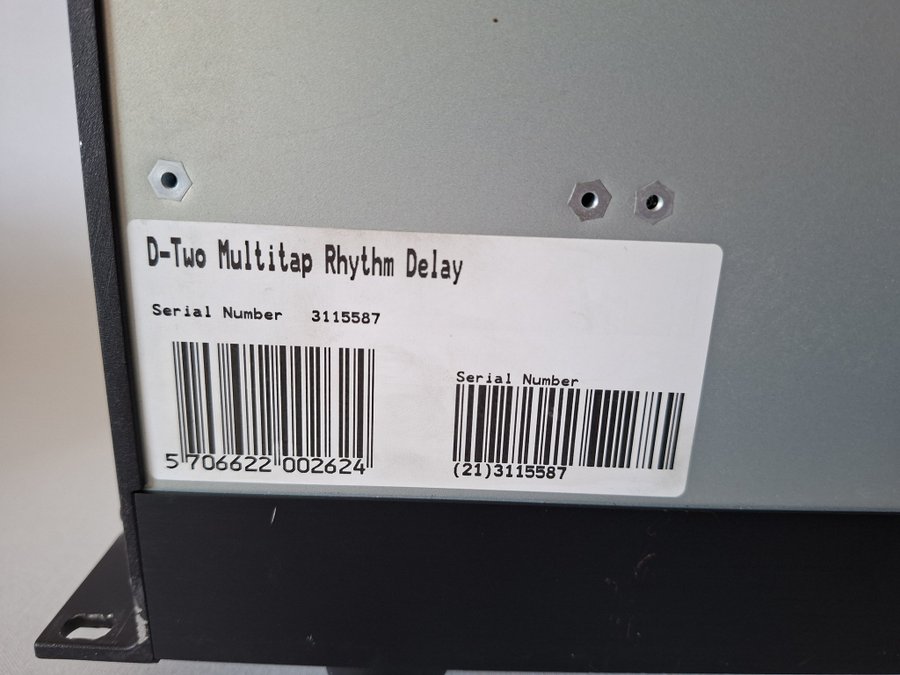 D-Two Multitap Rhythm Delay
Serial Number 3115587
Serial Number
5 706622 002624
(21)3115587